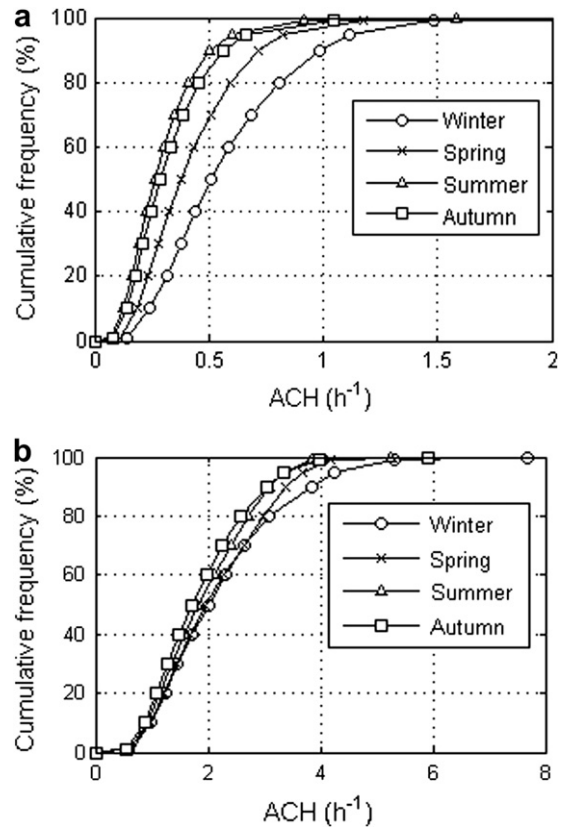 a
Cumulative frequency (%)
100
80
60
40
20
0
0 0.5 1 1.5 2
ACH (h⁻¹)
Winter
Spring
Summer
Autumn
b
Cumulative frequency (%)
100
80
60
40
20
0
0 2 4 6 8
ACH (h⁻¹)
Winter
Spring
Summer
Autumn